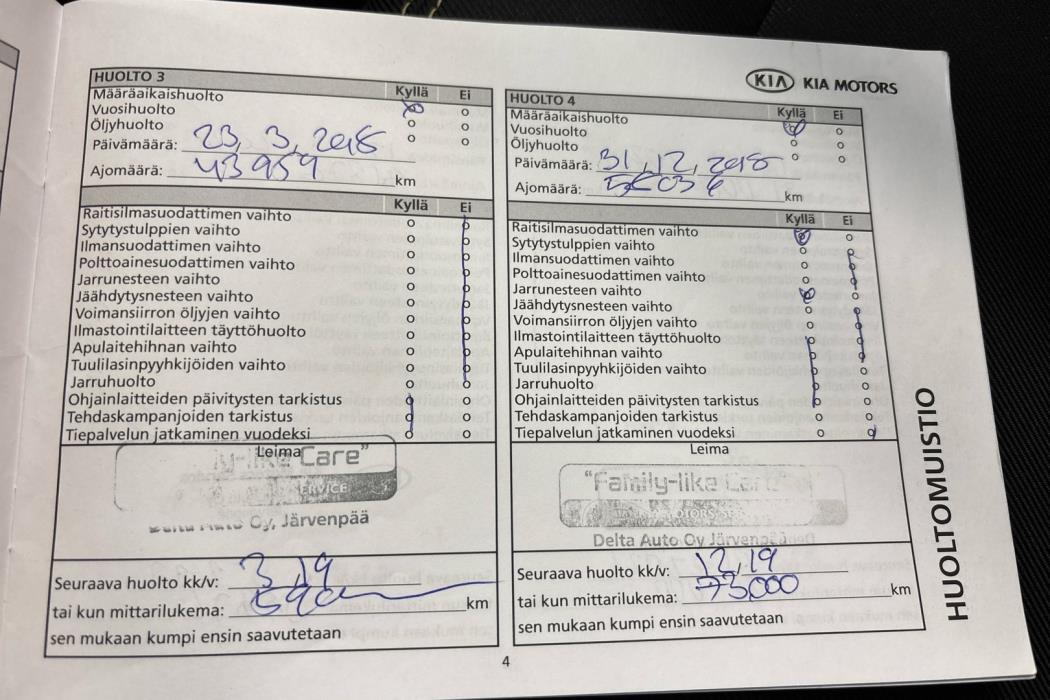 HUOLTO 3
Kyllä Ei
Määräaikaishuolto
Vuosihuolto
Öljyhuolto
Päivämäärä: 23, 3, 2018
Ajomäärä: 43959 km
Kyllä Ei
Raitisilmasuodattimen vaihto
Sytytystulppien vaihto
Ilmansuodattimen vaihto
Polttoainesuodattimen vaihto
Jarrunesteen vaihto
Jäähdytysnesteen vaihto
Voimansiirron öljyjen vaihto
Ilmastointilaitteen täyttöhuolto
Apulaitehihnan vaihto
Tuulilasinpyyhkijöiden vaihto
Jarruhuolto
Ohjainlaitteiden päivitysten tarkistus
Tehdaskampanjoiden tarkistus
Tiepalvelun jatkaminen vuodeksi
Leima
Care"
SERVICE
Auto Oy, Järvenpää
Seuraava huolto kk/v: 3,19
tai kun mittarilukema: km
sen mukaan kumpi ensin saavutetaan
KIA KIA MOTORS
HUOLTO 4
Kyllä Ei
Määräaikaishuolto
Vuosihuolto
Öljyhuolto
Päivämäärä: 31,12,2018
Ajomäärä: km
Kyllä Ei
Raitisilmasuodattimen vaihto
Sytytystulppien vaihto
Ilmansuodattimen vaihto
Polttoainesuodattimen vaihto
Jarrunesteen vaihto
Jäähdytysnesteen vaihto
Voimansiirron öljyjen vaihto
Ilmastointilaitteen täyttöhuolto
Apulaitehihnan vaihto
Tuulilasinpyyhkijöiden vaihto
Jarruhuolto
Ohjainlaitteiden päivitysten tarkistus
Tehdaskampanjoiden tarkistus
Tiepalvelun jatkaminen vuodeksi
Leima
"Family-like Care"
Delta Auto Oy Järvenpää
Seuraava huolto kk/v: 12,19
tai kun mittarilukema: 73000 km
sen mukaan kumpi ensin saavutetaan
HUOLTOMUISTIO
4